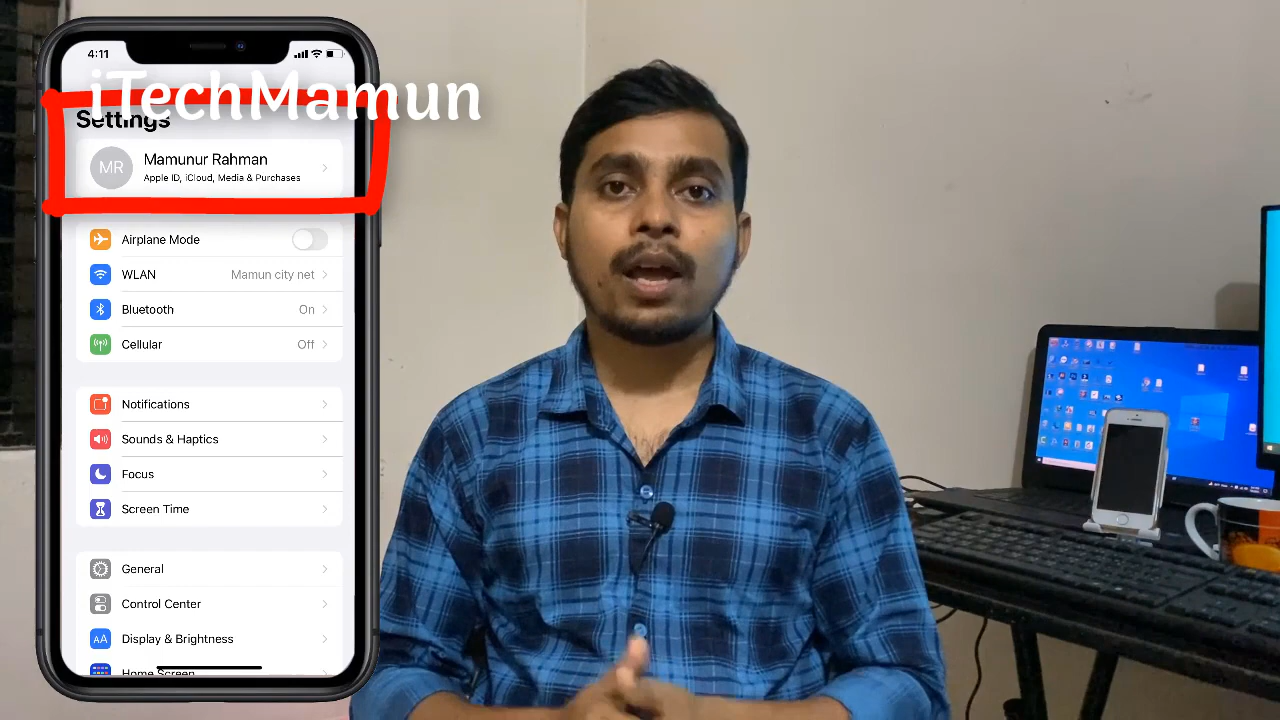 4:11
iTechMamun
Settings
MR
Mamunur Rahman
Apple ID, iCloud, Media & Purchases
Airplane Mode
WLAN Mamun city net
Bluetooth On
Cellular Off
Notifications
Sounds & Haptics
Focus
Screen Time
General
Control Center
AA Display & Brightness
Home Screen